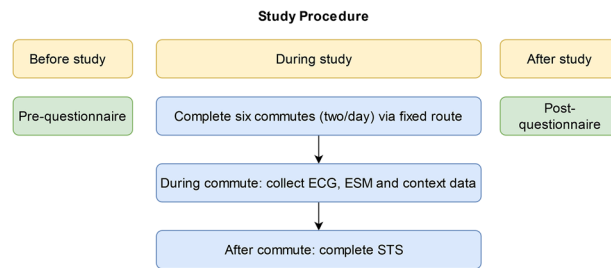 Study Procedure
Before study
During study
After study
Pre-questionnaire
Complete six commutes (two/day) via fixed route
Post-
questionnaire
During commute: collect ECG, ESM and context data
After commute: complete STS